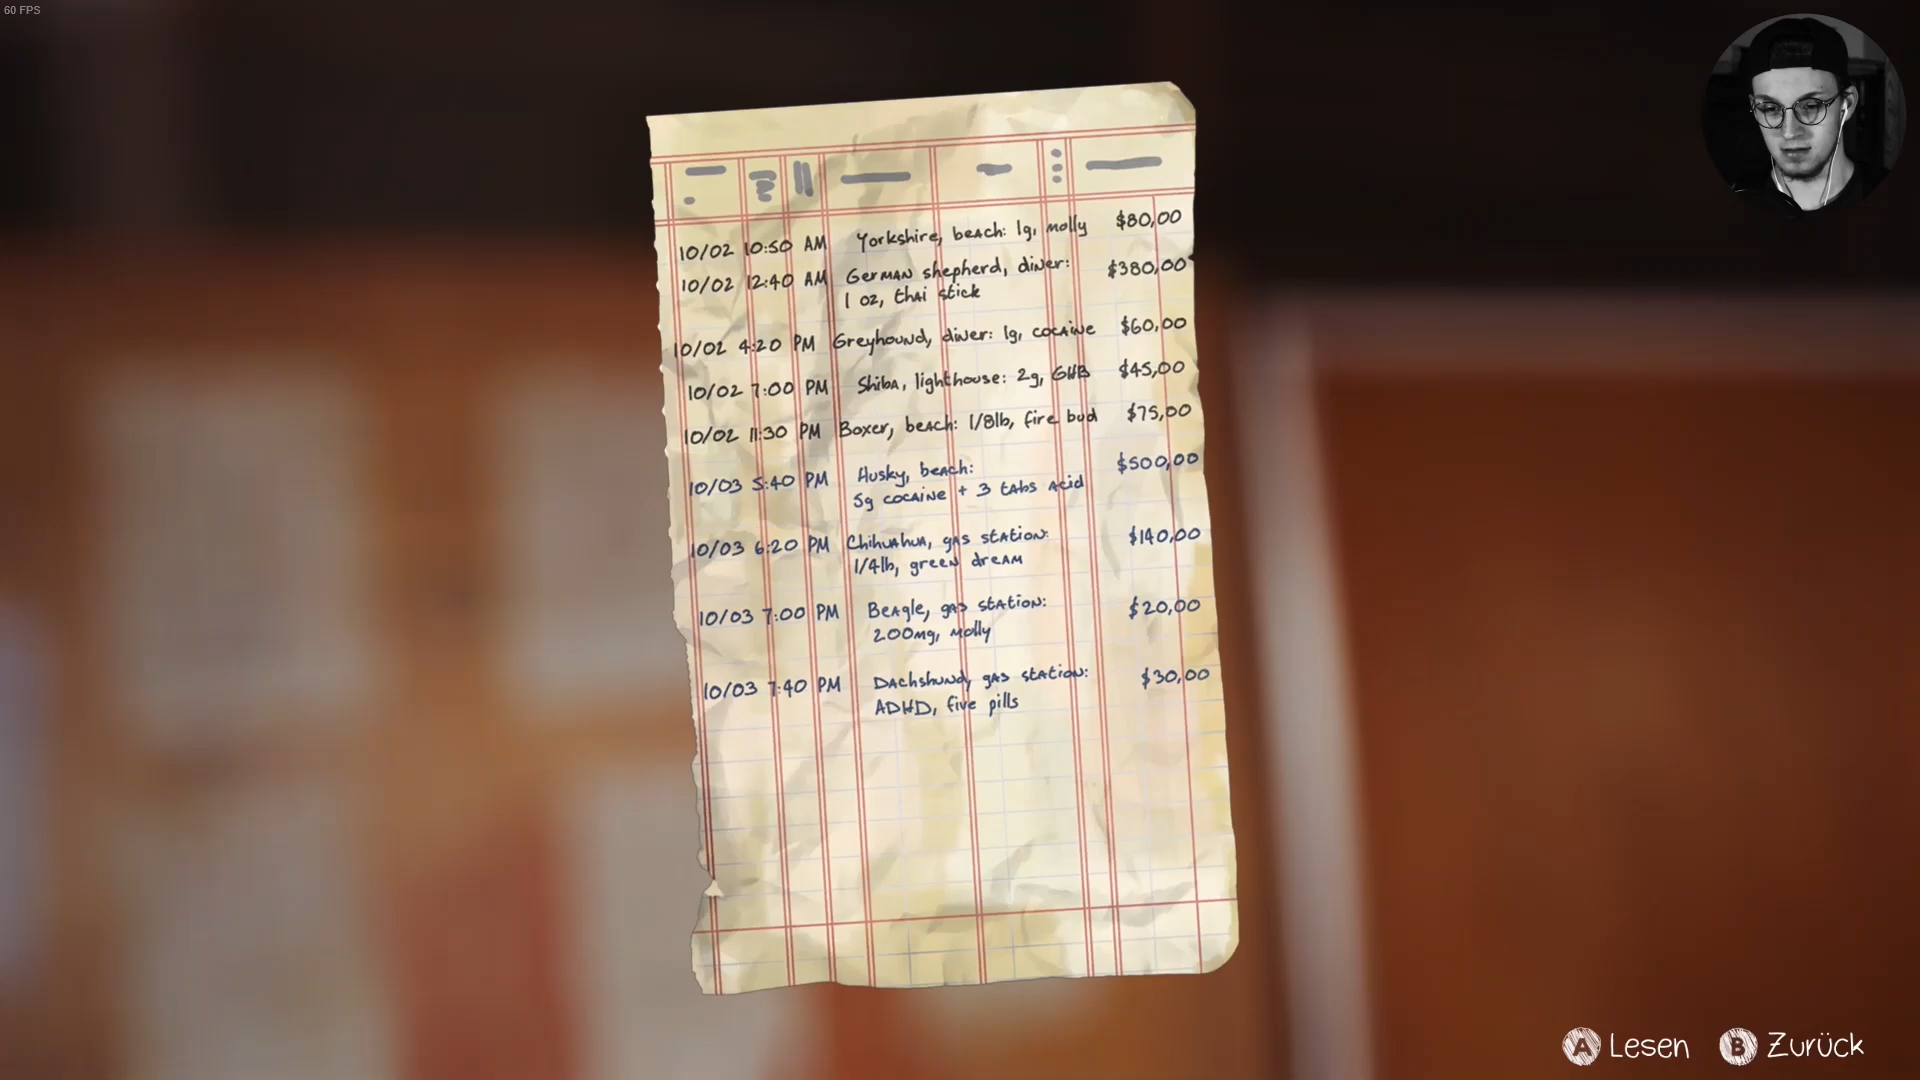 60 FPS
10/02 10:50 AM Yorkshire, beach: 1g, molly $80,00
10/02 12:40 AM German shepherd, diner: $380,00
1 oz, thai stick
10/02 4:20 PM Greyhound, diner: 1g, cocaine $60,00
10/02 7:00 PM Shiba, lighthouse: 2g, GHB $45,00
10/02 11:30 PM Boxer, beach: 1/8lb, fire bud $75,00
10/03 5:40 PM Husky, beach: $500,00
5g cocaine + 3 tabs acid
10/03 6:20 PM Chihuahua, gas station: $140,00
1/4lb, green dream
10/03 7:00 PM Beagle, gas station: $20,00
200mg, molly
10/03 7:40 PM Dachshund, gas station: $30,00
ADHD, five pills
A Lesen B Zurück